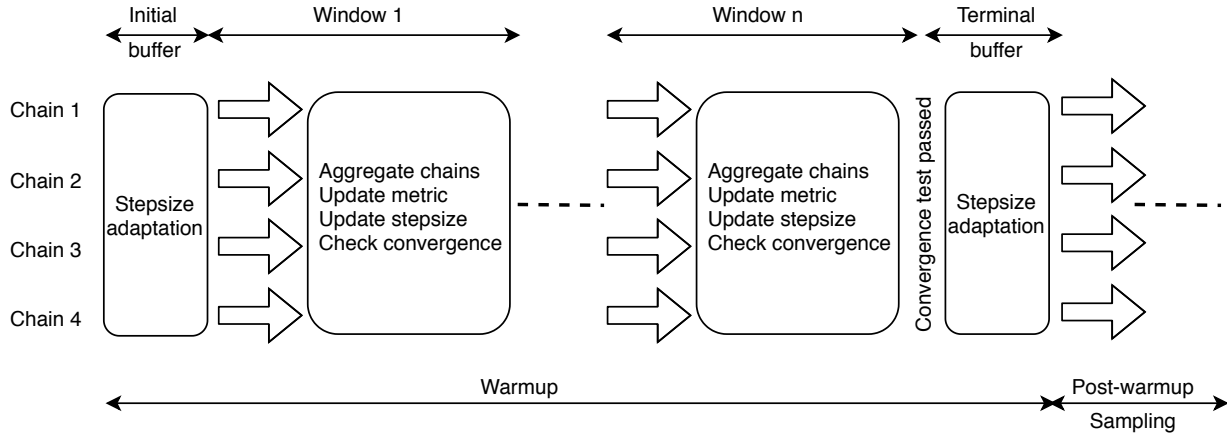 Initial
buffer
Window 1
Window n
Terminal
buffer
Chain 1
Chain 2
Chain 3
Chain 4
Stepsize
adaptation
Aggregate chains
Update metric
Update stepsize
Check convergence
Aggregate chains
Update metric
Update stepsize
Check convergence
Convergence test passed
Stepsize
adaptation
Warmup
Post-warmup
Sampling